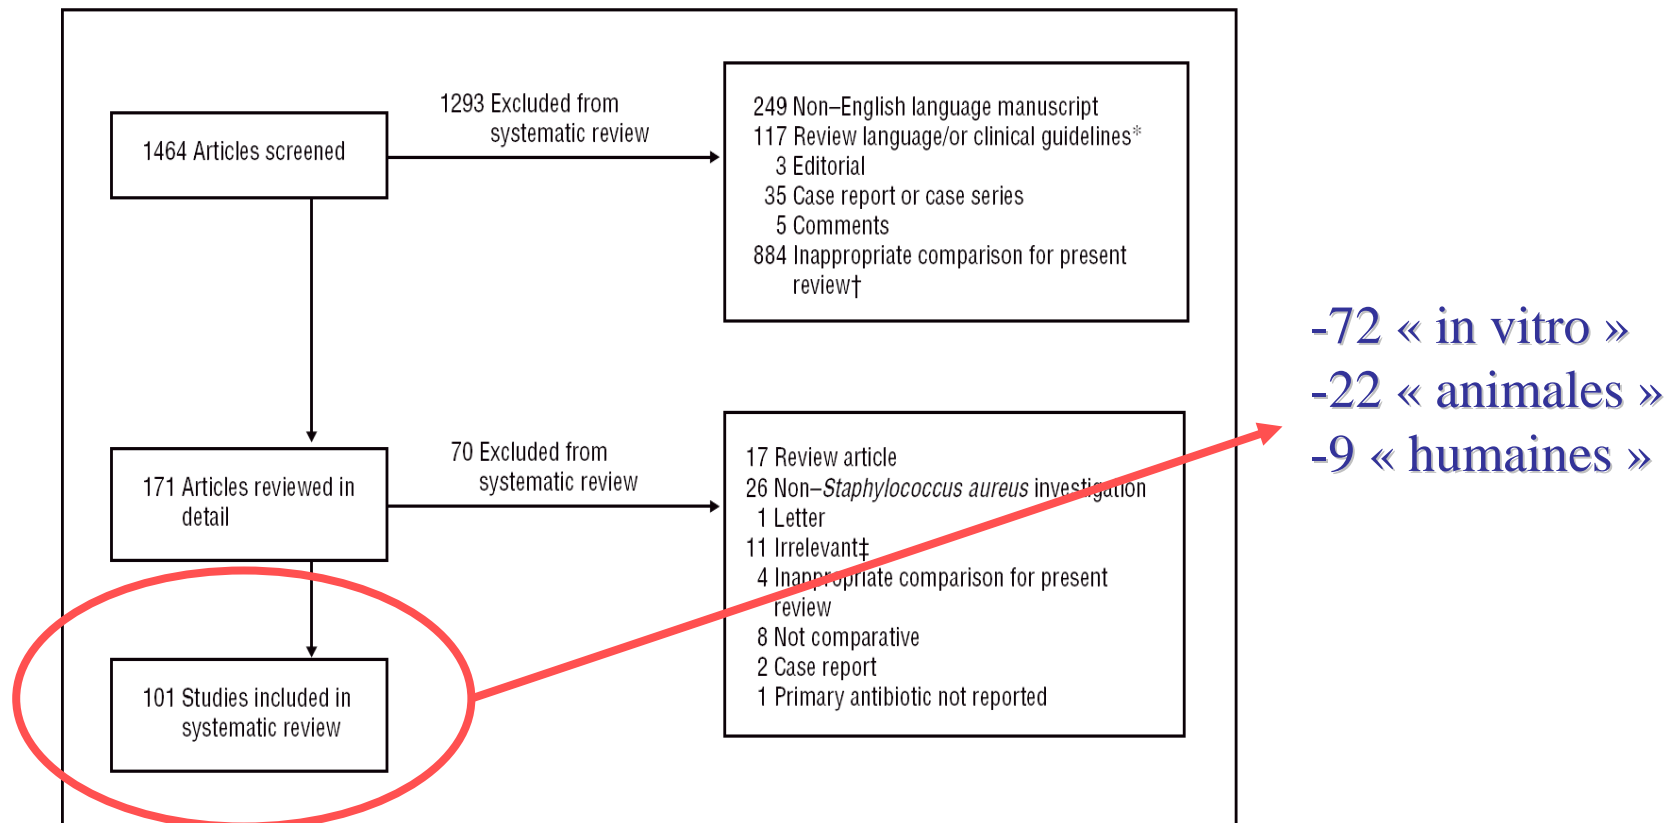 1464 Articles screened
1293 Excluded from
systematic review
249 Non–English language manuscript
117 Review language/or clinical guidelines*
3 Editorial
35 Case report or case series
5 Comments
884 Inappropriate comparison for present
review†
171 Articles reviewed in
detail
70 Excluded from
systematic review
17 Review article
26 Non–Staphylococcus aureus investigation
1 Letter
11 Irrelevant‡
4 Inappropriate comparison for present
review
8 Not comparative
2 Case report
1 Primary antibiotic not reported
101 Studies included in
systematic review
-72 « in vitro »
-22 « animales »
-9 « humaines »